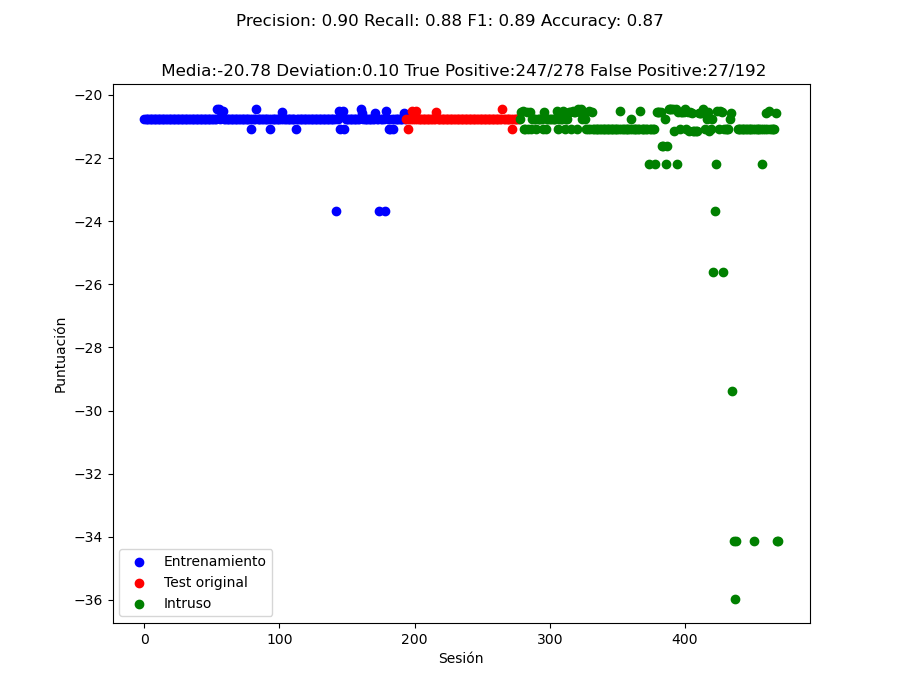 Precision: 0.90 Recall: 0.88 F1: 0.89 Accuracy: 0.87
Media:-20.78 Deviation:0.10 True Positive:247/278 False Positive:27/192
−20
−22
−24
−26
−28
−30
−32
−34
−36
Puntuación
Entrenamiento
Test original
Intruso
0
100
200
300
400
Sesión